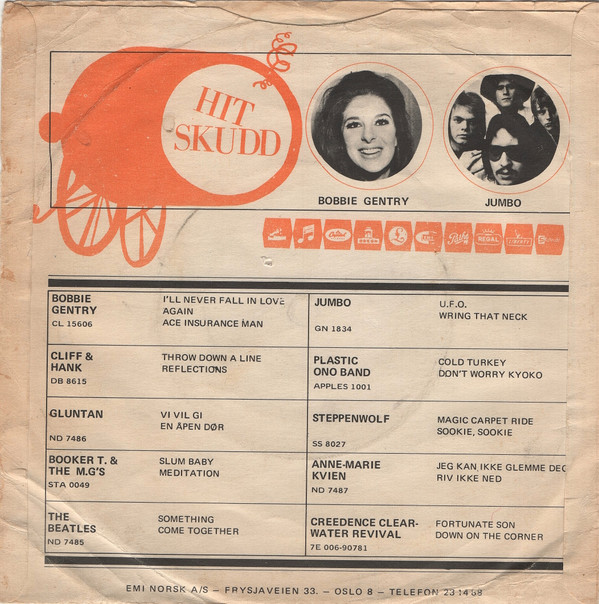 HIT
SKUDD
BOBBIE GENTRY
JUMBO
Capitol
Pathé
REGAL
LIBERTY
BOBBIE
GENTRY
CL 15606
I'LL NEVER FALL IN LOVE
AGAIN
ACE INSURANCE MAN
JUMBO
GN 1834
U.F.O.
WRING THAT NECK
CLIFF &
HANK
DB 8615
THROW DOWN A LINE
REFLECTIONS
PLASTIC
ONO BAND
APPLES 1001
COLD TURKEY
DON'T WORRY KYOKO
GLUNTAN
ND 7486
VI VIL GI
EN ÅPEN DØR
STEPPENWOLF
SS 8027
MAGIC CARPET RIDE
SOOKIE, SOOKIE
BOOKER T. &
THE M.G'S
STA 0049
SLUM BABY
MEDITATION
ANNE-MARIE
KVIEN
ND 7487
JEG KAN IKKE GLEMME DEG
RIV IKKE NED
THE
BEATLES
ND 7485
SOMETHING
COME TOGETHER
CREEDENCE CLEAR-
WATER REVIVAL
7E 006-90781
FORTUNATE SON
DOWN ON THE CORNER
EMI NORSK A/S – FRYSJAVEIEN 33. – OSLO 8 – TELEFON